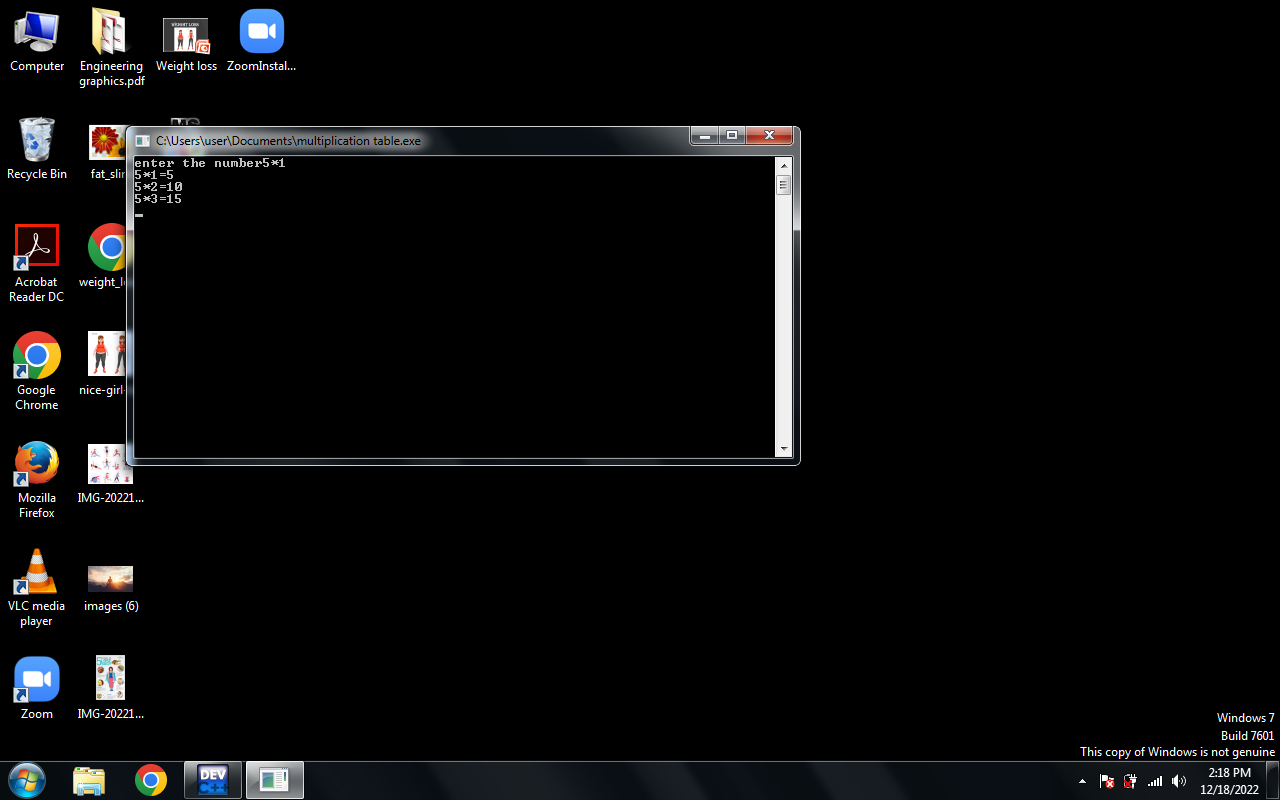 Computer
Engineering
graphics.pdf
Weight loss
ZoomInstal...
WEIGHT LOSS
Recycle Bin
fat_slir
Acrobat
Reader DC
weight_l
Google
Chrome
nice-girl-
Mozilla
Firefox
IMG-20221...
VLC media
player
images (6)
Zoom
IMG-20221...
C:\Users\user\Documents\multiplication table.exe
enter the number5*1
5*1=5
5*2=10
5*3=15
Windows 7
Build 7601
This copy of Windows is not genuine
DEV
C++
2:18 PM
12/18/2022